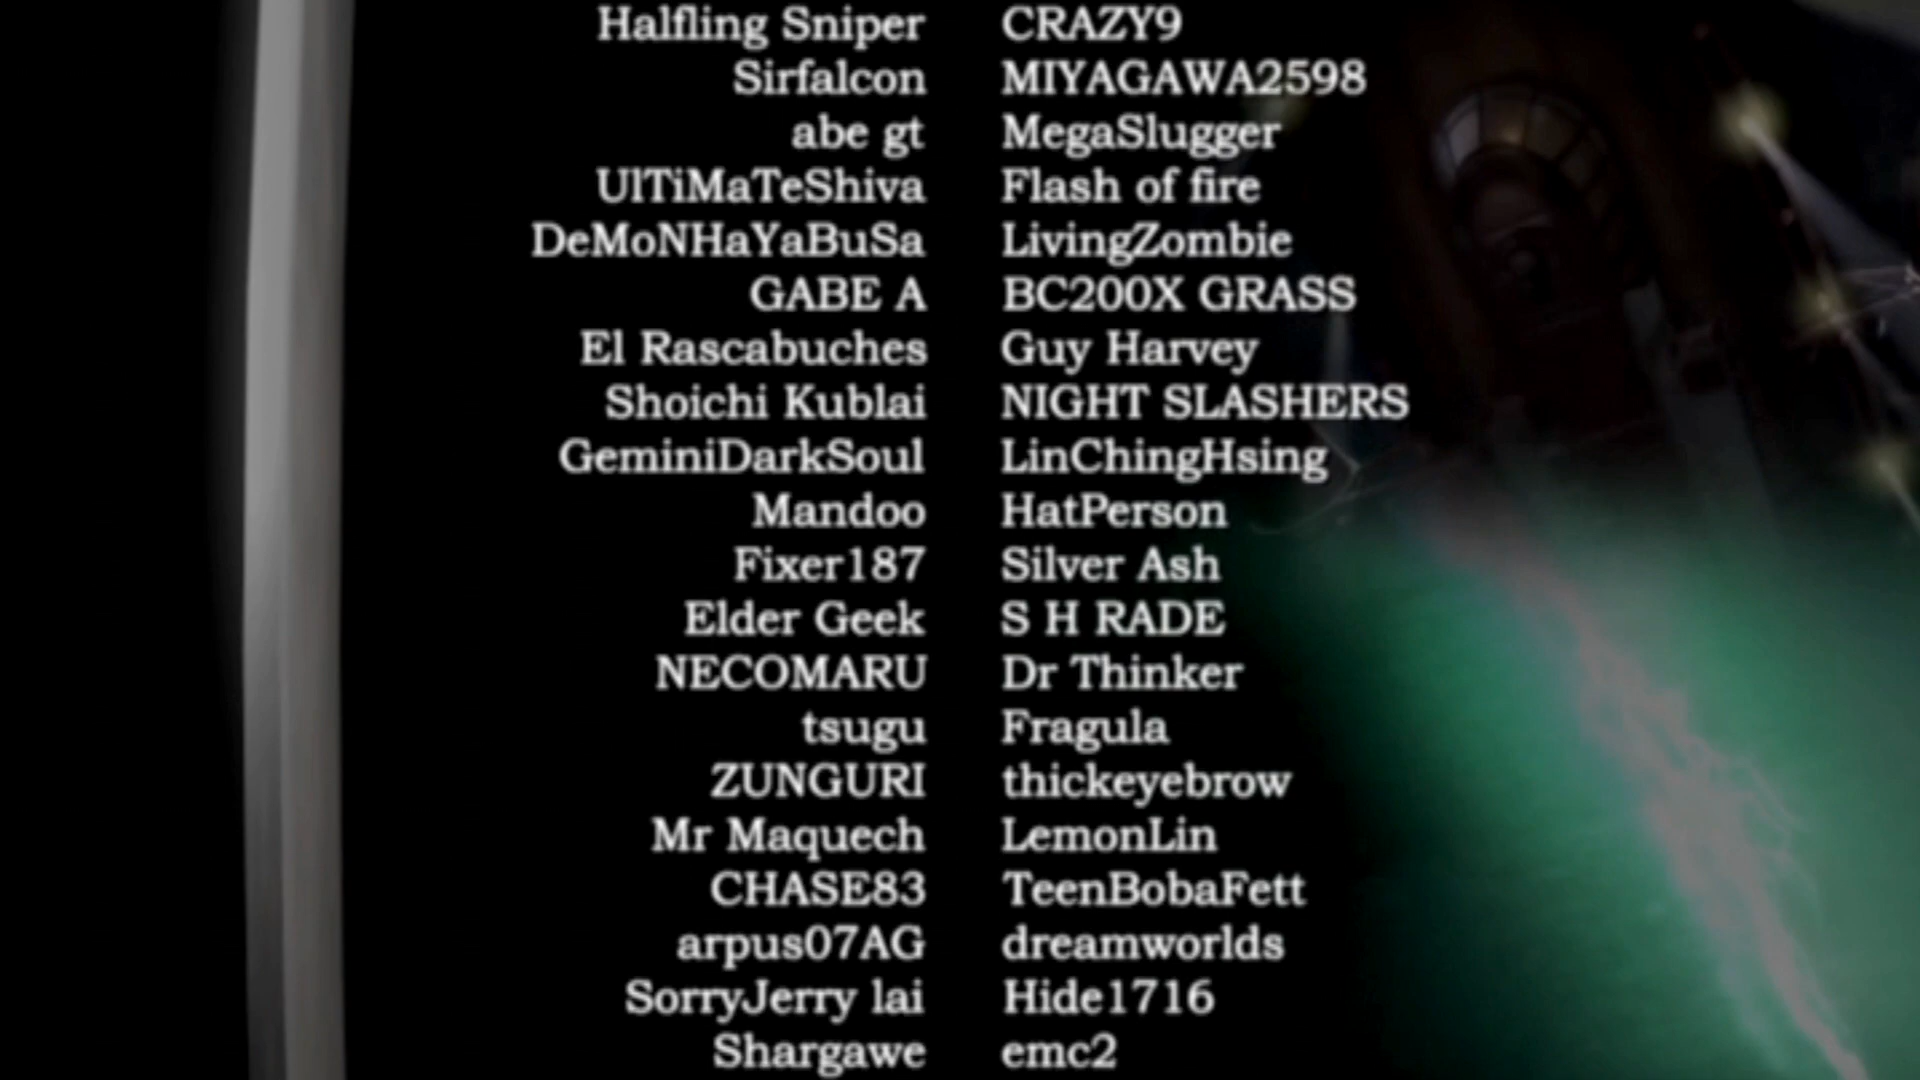 Halfling Sniper CRAZY9
Sirfalcon MIYAGAWA2598
abe gt MegaSlugger
UlTiMaTeShiva Flash of fire
DeMoNHaYaBuSa LivingZombie
GABE A BC200X GRASS
El Rascabuches Guy Harvey
Shoichi Kublai NIGHT SLASHERS
GeminiDarkSoul LinChingHsing
Mandoo HatPerson
Fixer187 Silver Ash
Elder Geek S H RADE
NECOMARU Dr Thinker
tsugu Fragula
ZUNGURI thickeyebrow
Mr Maquech LemonLin
CHASE83 TeenBobaFett
arpus07AG dreamworlds
SorryJerry lai Hide1716
Shargawe emc2